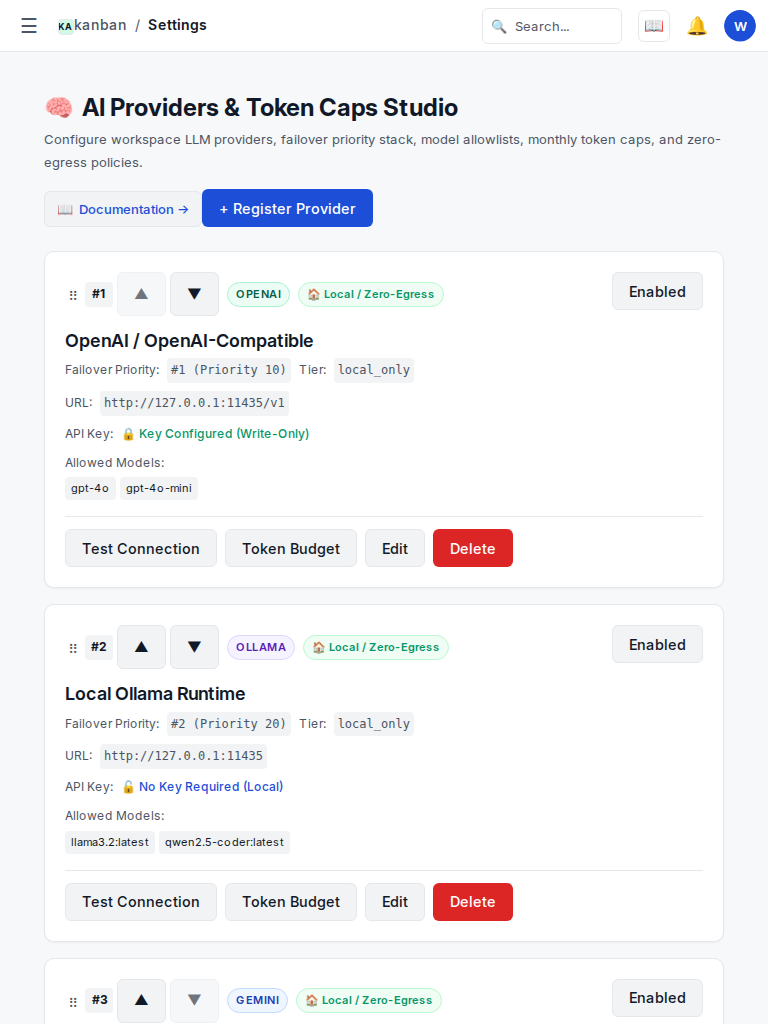 ☰ KA kanban / Settings 🔍 Search... 📖 🔔 W
🧠 AI Providers & Token Caps Studio
Configure workspace LLM providers, failover priority stack, model allowlists, monthly token caps, and zero-
egress policies.
📖 Documentation → + Register Provider
⠿ #1 ▲ ▼ OPENAI 🏠 Local / Zero-Egress Enabled
OpenAI / OpenAI-Compatible
Failover Priority: #1 (Priority 10) Tier: local_only
URL: http://127.0.0.1:11435/v1
API Key: 🔒 Key Configured (Write-Only)
Allowed Models:
gpt-4o gpt-4o-mini
Test Connection Token Budget Edit Delete
⠿ #2 ▲ ▼ OLLAMA 🏠 Local / Zero-Egress Enabled
Local Ollama Runtime
Failover Priority: #2 (Priority 20) Tier: local_only
URL: http://127.0.0.1:11435
API Key: 🔓 No Key Required (Local)
Allowed Models:
llama3.2:latest qwen2.5-coder:latest
Test Connection Token Budget Edit Delete
⠿ #3 ▲ ▼ GEMINI 🏠 Local / Zero-Egress Enabled